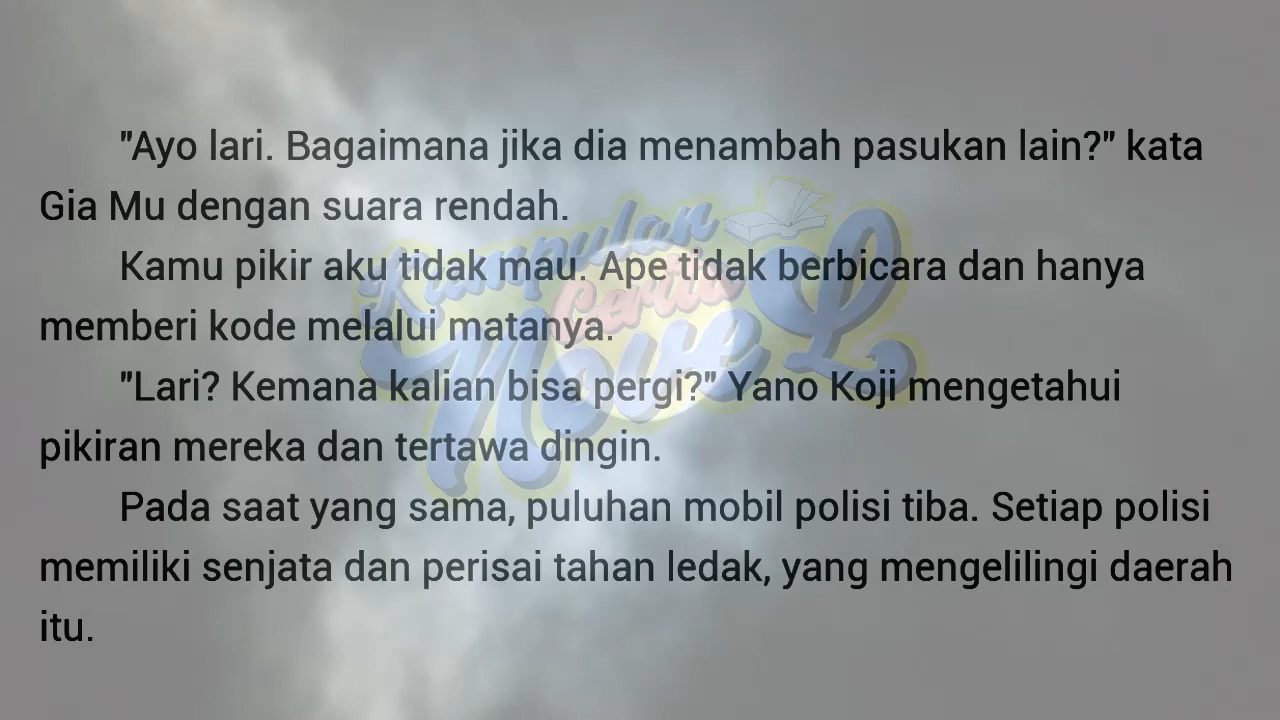 "Ayo lari. Bagaimana jika dia menambah pasukan lain?" kata
Gia Mu dengan suara rendah.
Kamu pikir aku tidak mau. Ape tidak berbicara dan hanya
memberi kode melalui matanya.
"Lari? Kemana kalian bisa pergi?" Yano Koji mengetahui
pikiran mereka dan tertawa dingin.
Pada saat yang sama, puluhan mobil polisi tiba. Setiap polisi
memiliki senjata dan perisai tahan ledak, yang mengelilingi daerah
itu.
Kumpulan
Cerita
Novel